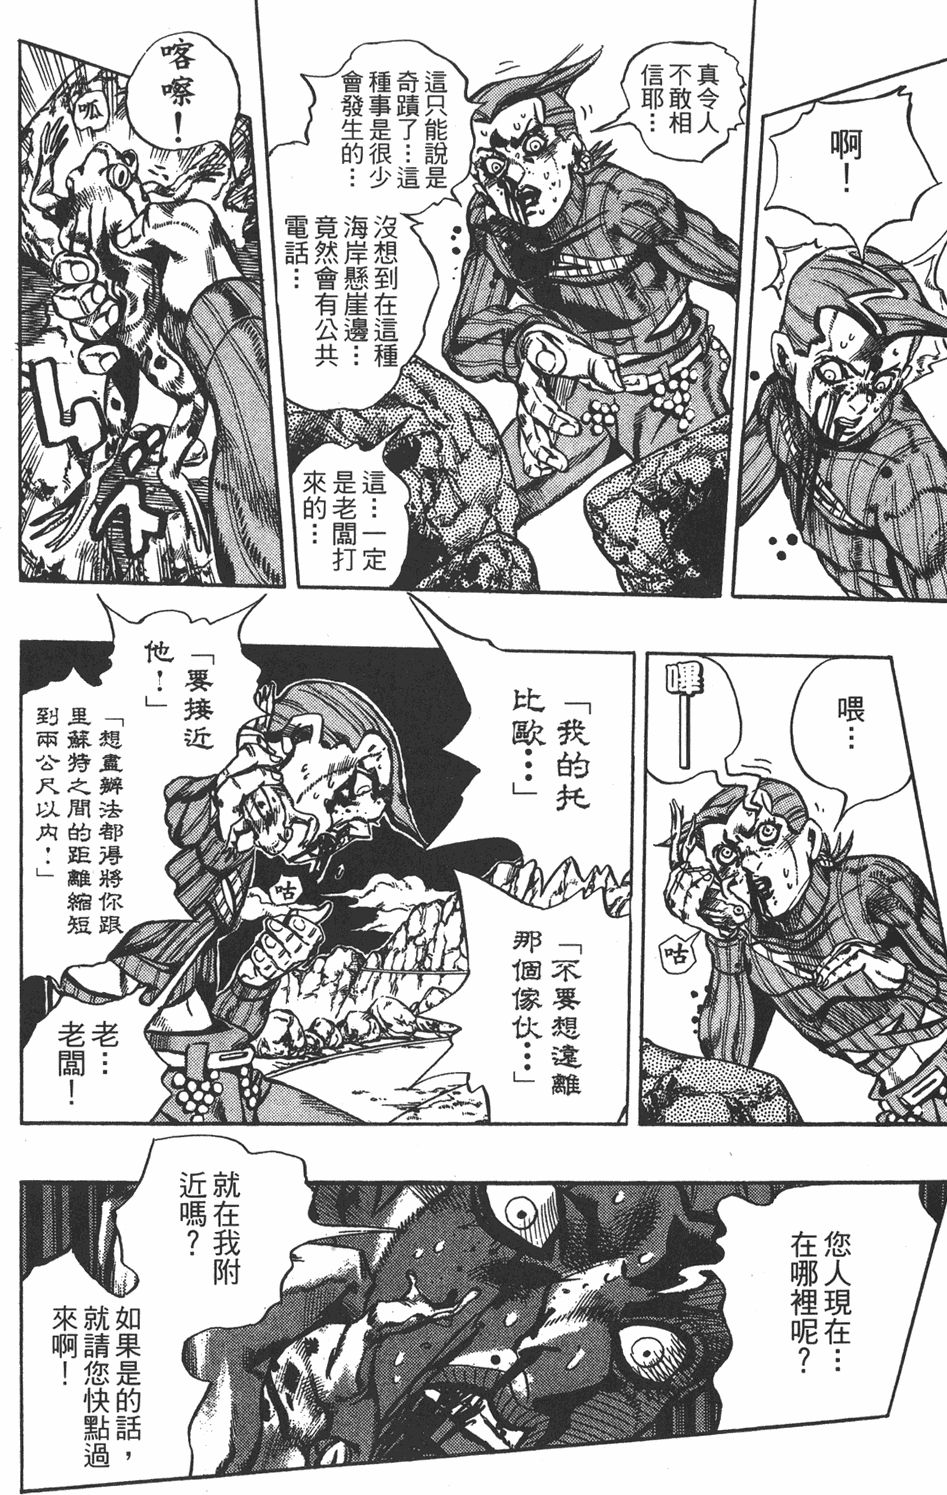 啊！
真令人
不敢相
信耶…
這只能說是
奇蹟了…這
種事是很少
會發生的…
沒想到在這種
海岸懸崖邊…
竟然會有公共
電話…
這…一定
是老闆打
來的…
喀嚓！
呱
喂…
嗶
咕
「我的托
比歐…」
「不要想遠離
那個傢伙…」
「要接近
他！」
「想盡辦法都得將你跟
里蘇特之間的距離縮短
到兩公尺以內！」
咕
老…
老闆！
您人現在…
在哪裡呢？
就在我附
近嗎？
如果是的話，
就請您快點過
來啊！